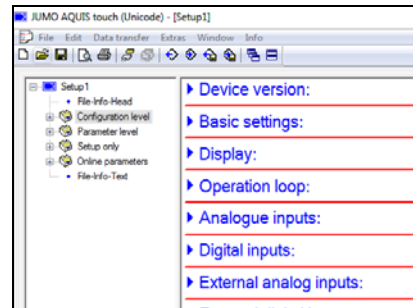 JUMO AQUIS touch (Unicode) - [Setup1]
File Edit Data transfer Extras Window Info
Setup1
File-Info-Head
Configuration level
Parameter level
Setup only
Online parameters
File-Info-Text
Device version:
Basic settings:
Display:
Operation loop:
Analogue inputs:
Digital inputs:
External analog inputs: